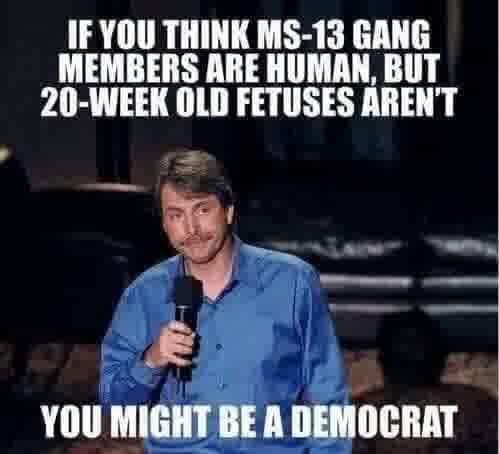 IF YOU THINK MS-13 GANG
MEMBERS ARE HUMAN, BUT
20-WEEK OLD FETUSES AREN'T
YOU MIGHT BE A DEMOCRAT